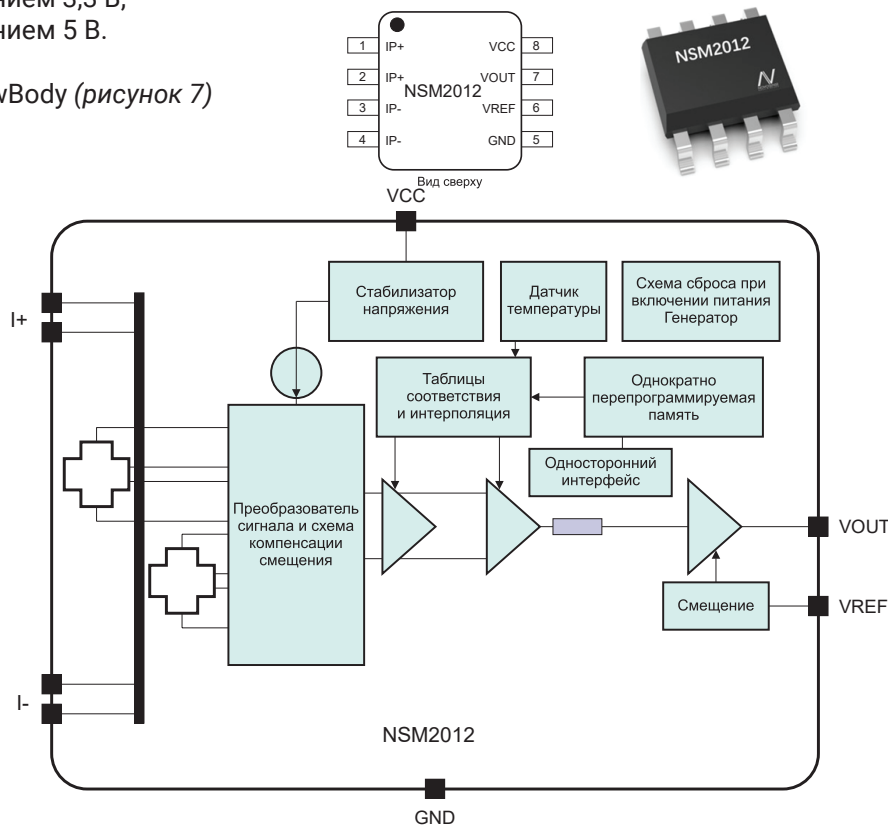 нием 3,3 В,
нием 5 В.
wBody (рисунок 7)
1 IP+
2 IP+
3 IP-
4 IP-
NSM2012
VCC 8
VOUT 7
VREF 6
GND 5
Вид сверху
NSM2012
VCC
I+
I-
Стабилизатор
напряжения
Датчик
температуры
Схема сброса при
включении питания
Генератор
Таблицы
соответствия
и интерполяция
Однократно
перепрограммируемая
память
Односторонний
интерфейс
Преобразователь
сигнала и схема
компенсации
смещения
Смещение
VOUT
VREF
NSM2012
GND